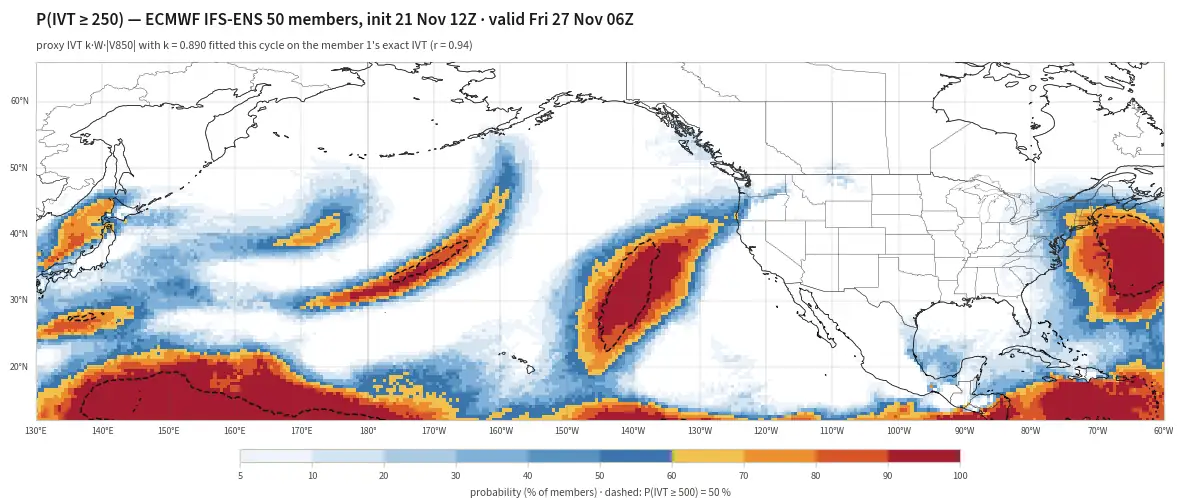 P(IVT ≥ 250) — ECMWF IFS-ENS 50 members, init 21 Nov 12Z · valid Fri 27 Nov 06Z
proxy IVT k·W·|V850| with k = 0.890 fitted this cycle on the member 1's exact IVT (r = 0.94)
60°N
50°N
40°N
30°N
20°N
130°E 140°E 150°E 160°E 170°E 180° 170°W 160°W 150°W 140°W 130°W 120°W 110°W 100°W 90°W 80°W 70°W 60°W
5 10 20 30 40 50 60 70 80 90 100
probability (% of members) · dashed: P(IVT ≥ 500) = 50 %